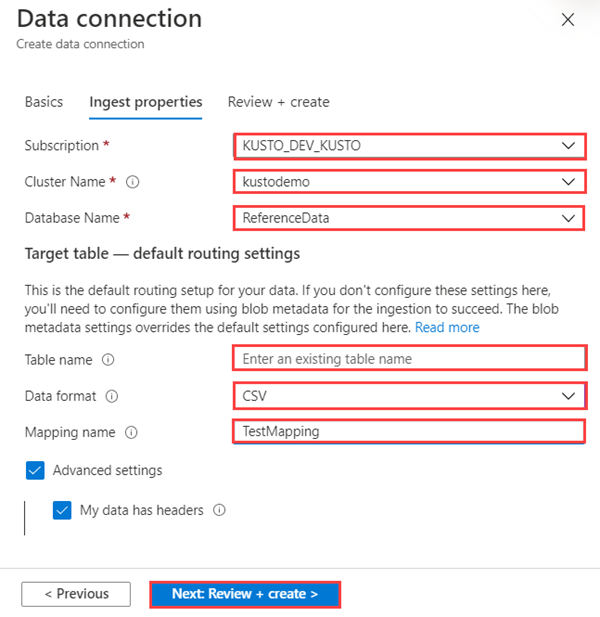 Data connection
Create data connection
Basics Ingest properties Review + create
Subscription * KUSTO_DEV_KUSTO
Cluster Name * kustodemo
Database Name * ReferenceData
Target table — default routing settings
This is the default routing setup for your data. If you don't configure these settings here,
you'll need to configure them using blob metadata for the ingestion to succeed. The blob
metadata settings overrides the default settings configured here. Read more
Table name Enter an existing table name
Data format CSV
Mapping name TestMapping
Advanced settings
My data has headers
< Previous Next: Review + create >